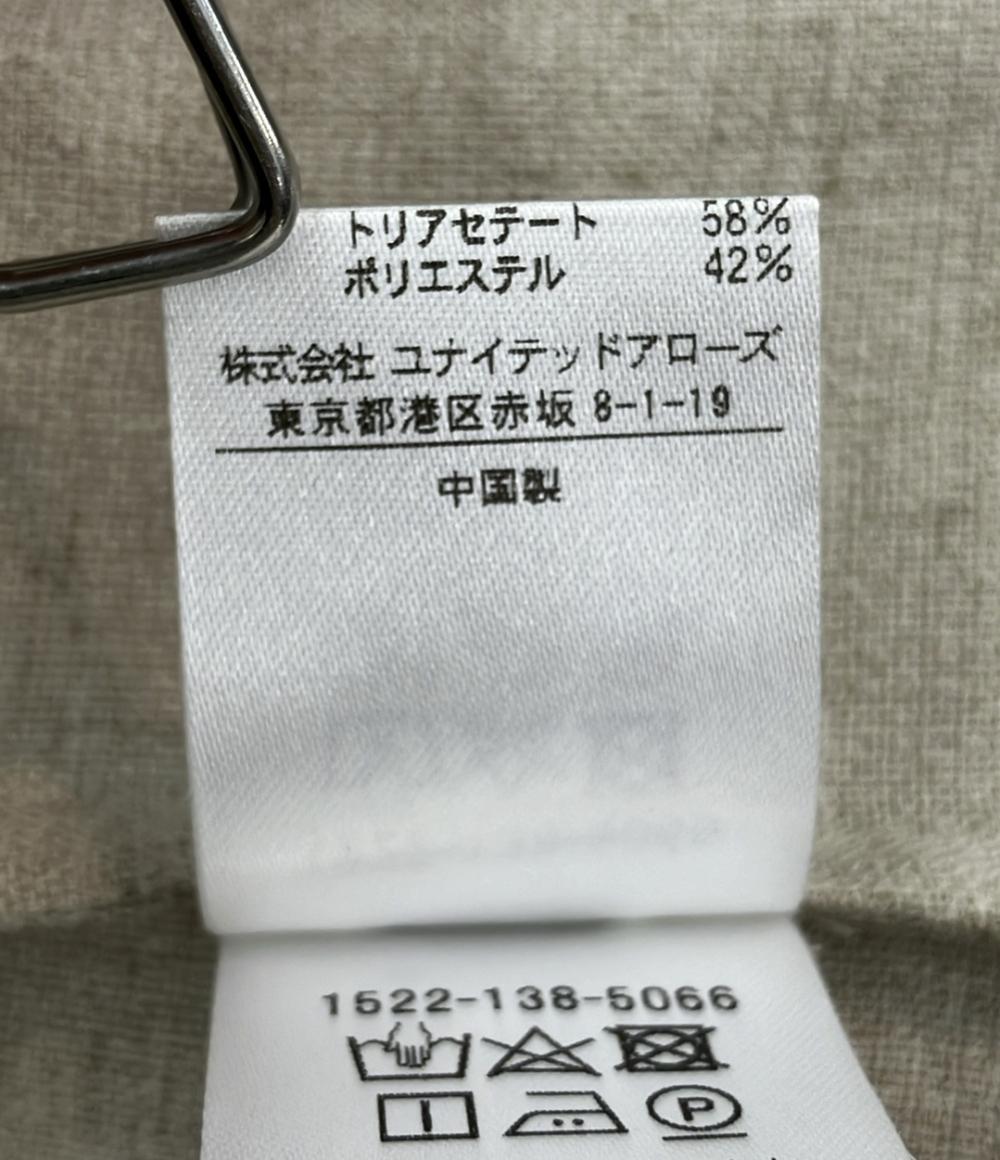 トリアセテート 58%
ポリエステル 42%
株式会社 ユナイテッドアローズ
東京都港区赤坂 8-1-19
中国製
1522-138-5066
P